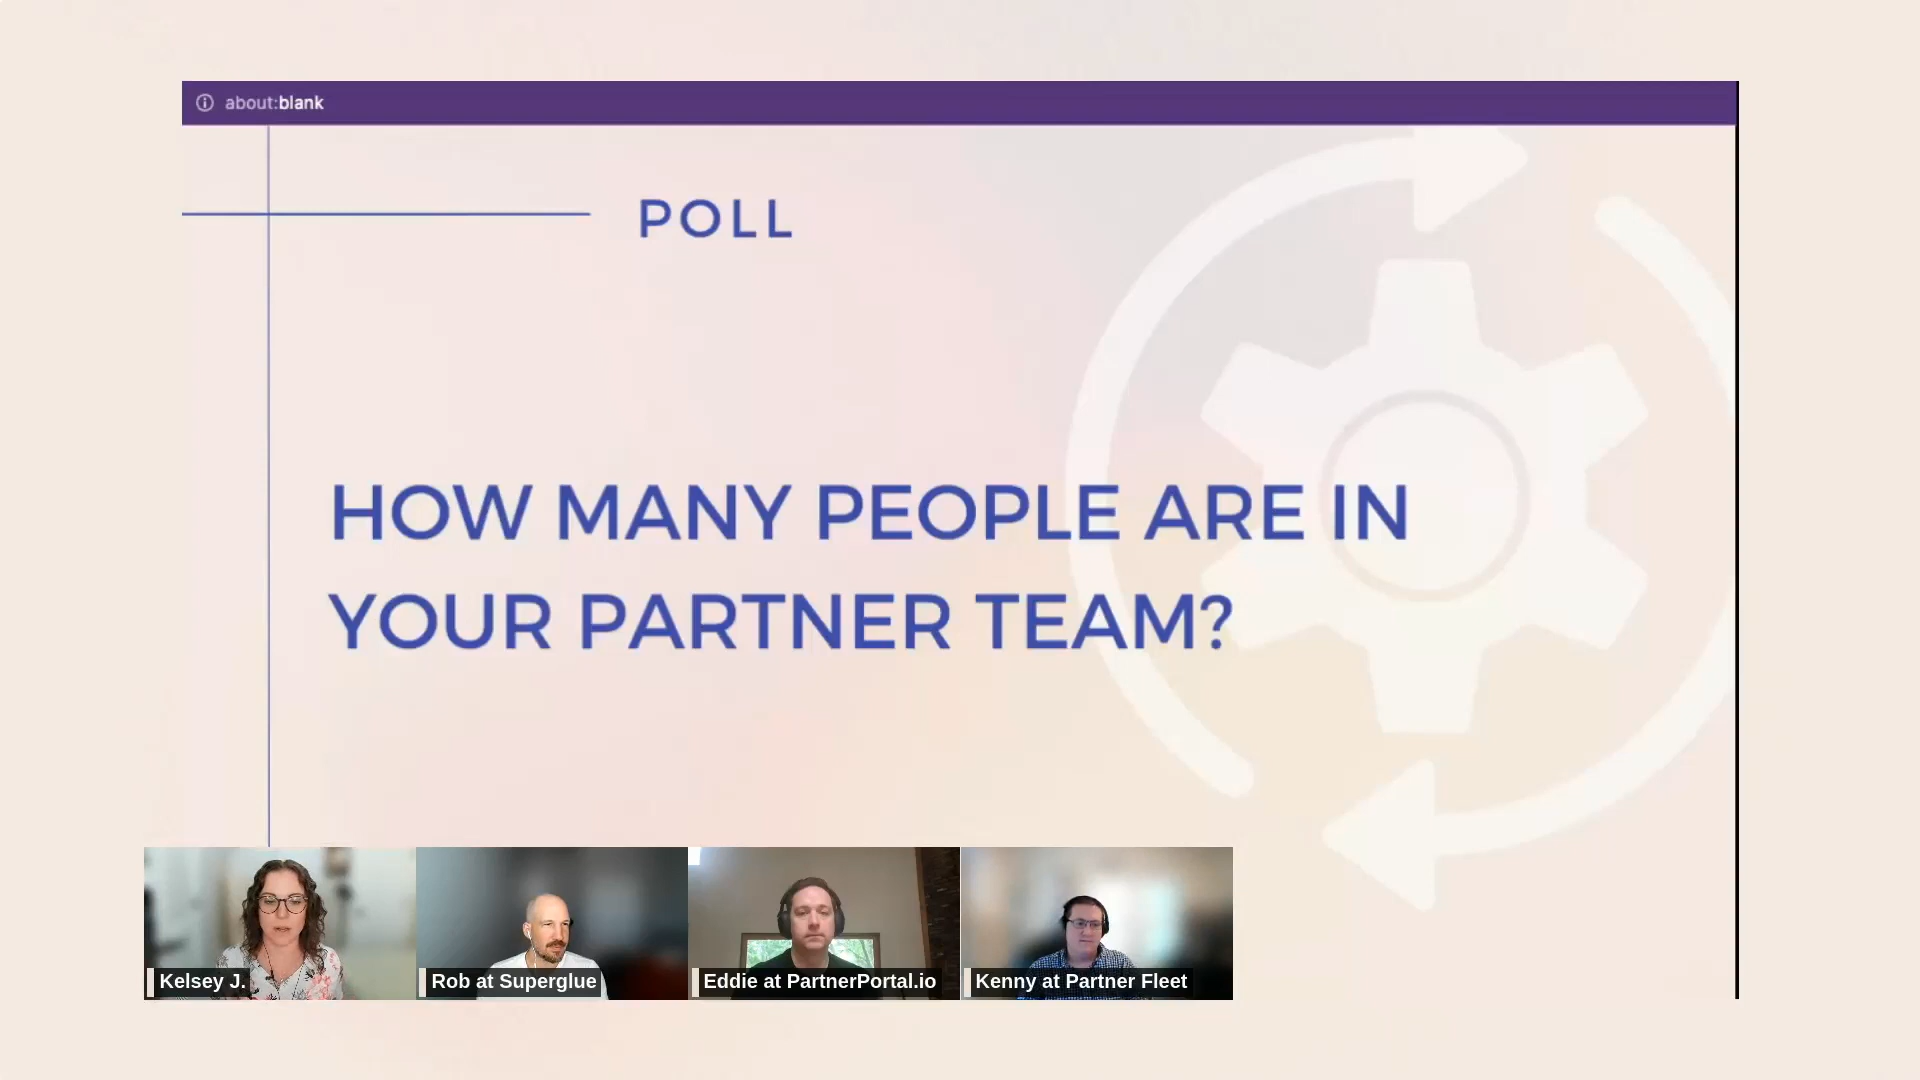 about:blank
POLL
HOW MANY PEOPLE ARE IN
YOUR PARTNER TEAM?
Kelsey J.
Rob at Superglue
Eddie at PartnerPortal.io
Kenny at Partner Fleet